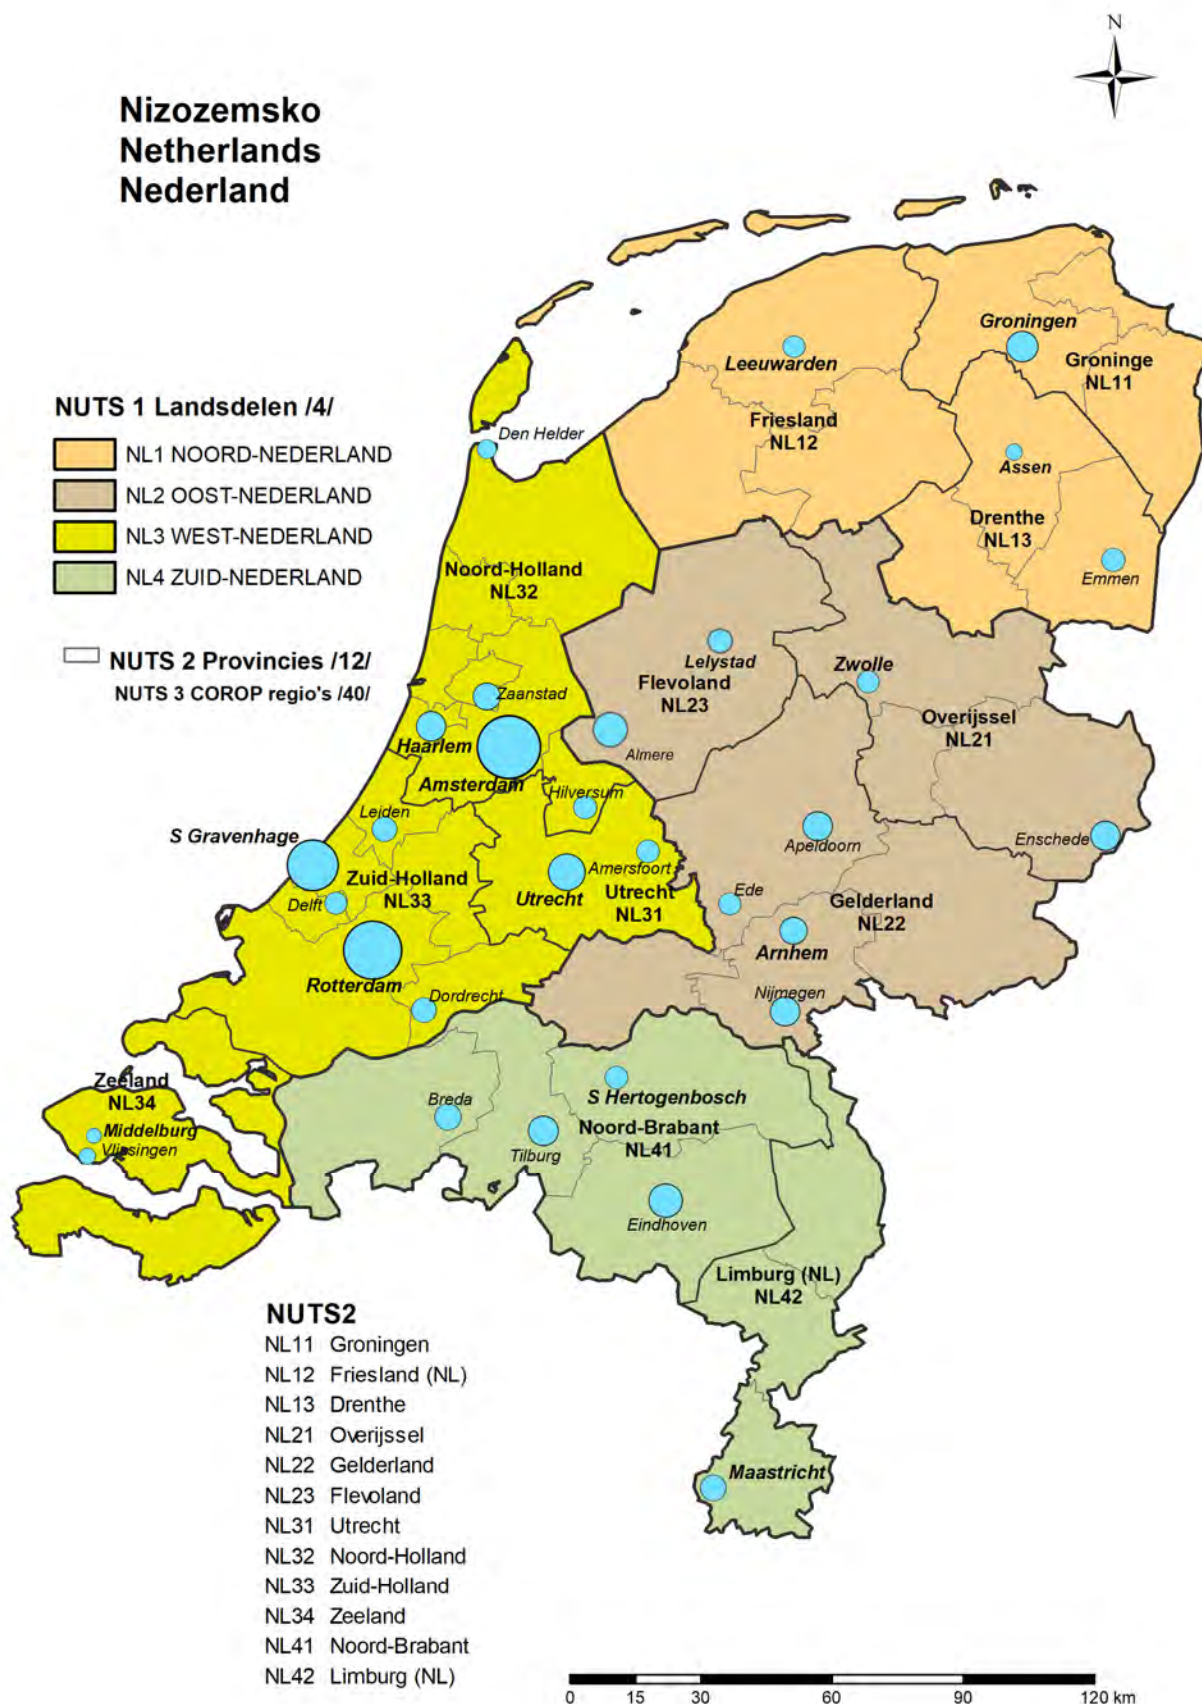 N
Nizozemsko
Netherlands
Nederland
NUTS 1 Landsdelen /4/
NL1 NOORD-NEDERLAND
NL2 OOST-NEDERLAND
NL3 WEST-NEDERLAND
NL4 ZUID-NEDERLAND
NUTS 2 Provincies /12/
NUTS 3 COROP regio's /40/
Groningen
Leeuwarden
Groninge
NL11
Friesland
NL12
Den Helder
Assen
Drenthe
NL13
Emmen
Noord-Holland
NL32
Lelystad
Flevoland
NL23
Zwolle
Zaanstad
Overijssel
NL21
Haarlem
Almere
Amsterdam
Hilversum
Leiden
S Gravenhage
Apeldoorn
Enschede
Amersfoort
Zuid-Holland
NL33
Utrecht
Utrecht
NL31
Ede
Gelderland
NL22
Delft
Arnhem
Rotterdam
Dordrecht
Nijmegen
Zeeland
NL34
Middelburg
Vlissingen
Breda
S Hertogenbosch
Noord-Brabant
NL41
Tilburg
Eindhoven
Limburg (NL)
NL42
Maastricht
NUTS2
NL11 Groningen
NL12 Friesland (NL)
NL13 Drenthe
NL21 Overijssel
NL22 Gelderland
NL23 Flevoland
NL31 Utrecht
NL32 Noord-Holland
NL33 Zuid-Holland
NL34 Zeeland
NL41 Noord-Brabant
NL42 Limburg (NL)
0 15 30 60 90 120 km